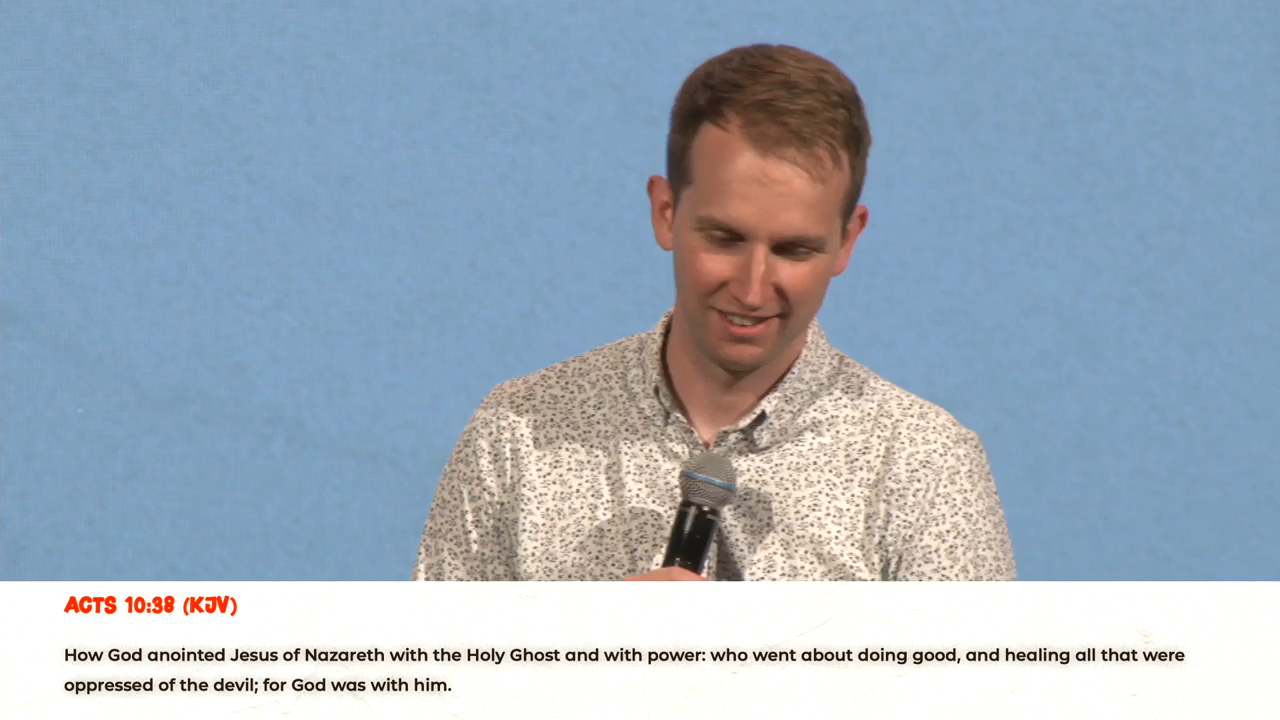 ACTS 10:38 (KJV)
How God anointed Jesus of Nazareth with the Holy Ghost and with power: who went about doing good, and healing all that were
oppressed of the devil; for God was with him.